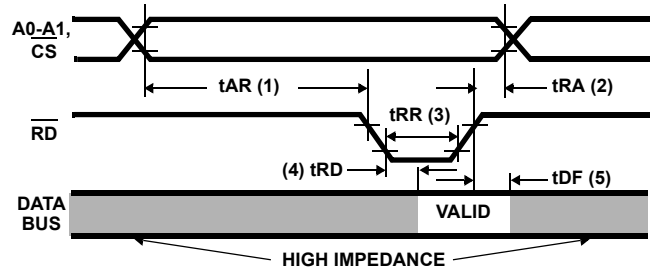 A0-A1,
CS
tAR (1)
tRA (2)
tRR (3)
RD
(4) tRD
tDF (5)
DATA
BUS
VALID
HIGH IMPEDANCE